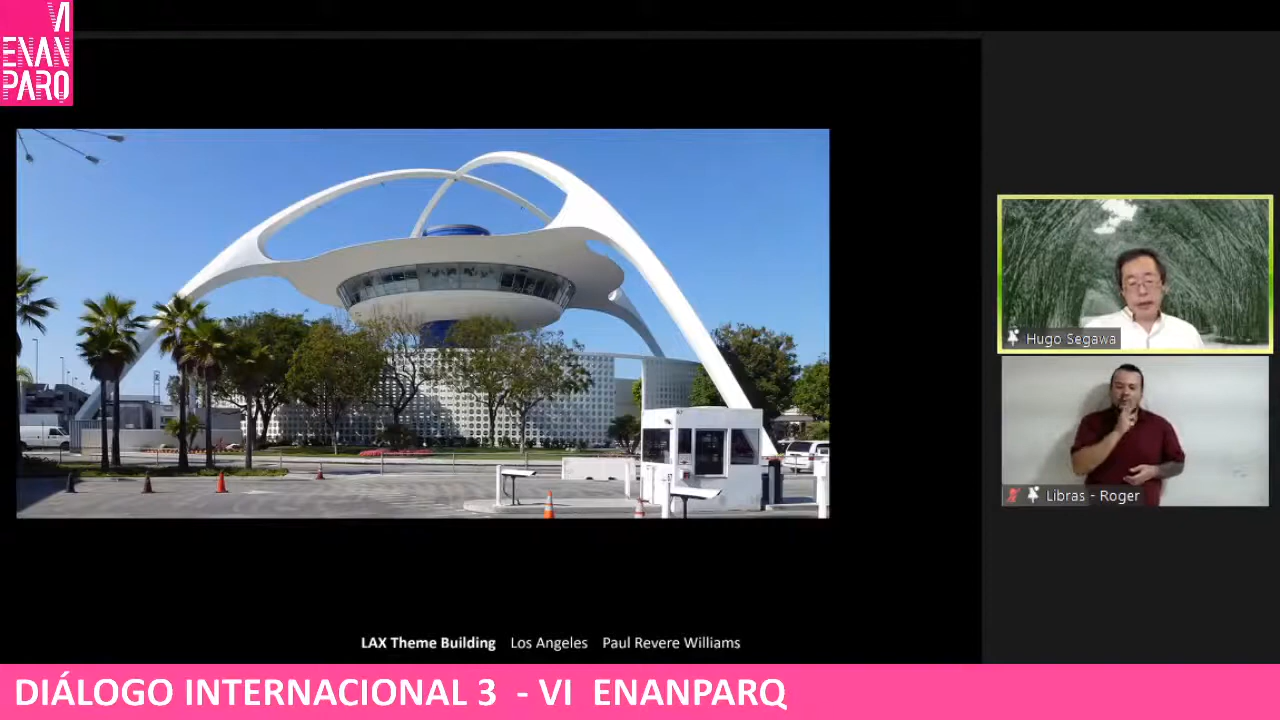 VI
ENAN
PARQ
Hugo Segawa
Libras - Roger
LAX Theme Building Los Angeles Paul Revere Williams
DIÁLOGO INTERNACIONAL 3 - VI ENANPARQ